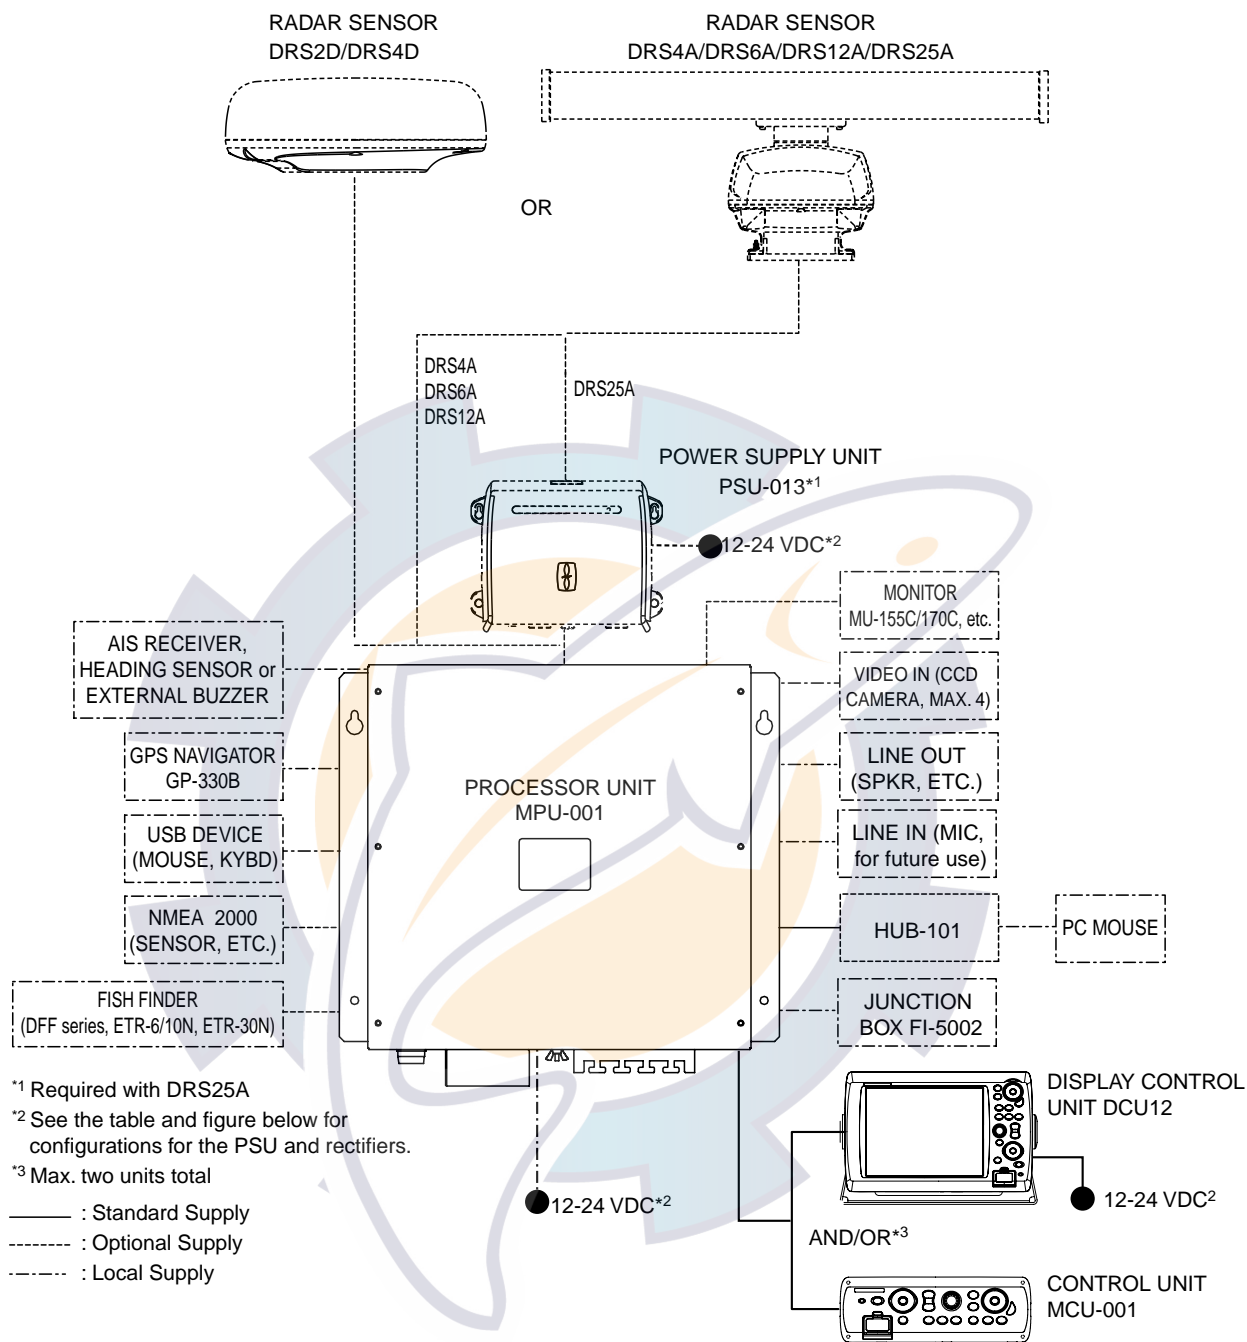 RADAR SENSOR
DRS2D/DRS4D
RADAR SENSOR
DRS4A/DRS6A/DRS12A/DRS25A
OR
DRS4A
DRS6A
DRS12A
DRS25A
POWER SUPPLY UNIT
PSU-013*1
12-24 VDC*2
MONITOR
MU-155C/170C, etc.
AIS RECEIVER,
HEADING SENSOR or
EXTERNAL BUZZER
VIDEO IN (CCD
CAMERA, MAX. 4)
GPS NAVIGATOR
GP-330B
LINE OUT
(SPKR, ETC.)
PROCESSOR UNIT
MPU-001
USB DEVICE
(MOUSE, KYBD)
LINE IN (MIC,
for future use)
NMEA 2000
(SENSOR, ETC.)
HUB-101
PC MOUSE
FISH FINDER
(DFF series, ETR-6/10N, ETR-30N)
JUNCTION
BOX FI-5002
*1 Required with DRS25A
*2 See the table and figure below for
configurations for the PSU and rectifiers.
*3 Max. two units total
: Standard Supply
: Optional Supply
: Local Supply
12-24 VDC*2
DISPLAY CONTROL
UNIT DCU12
12-24 VDC2
AND/OR*3
CONTROL UNIT
MCU-001